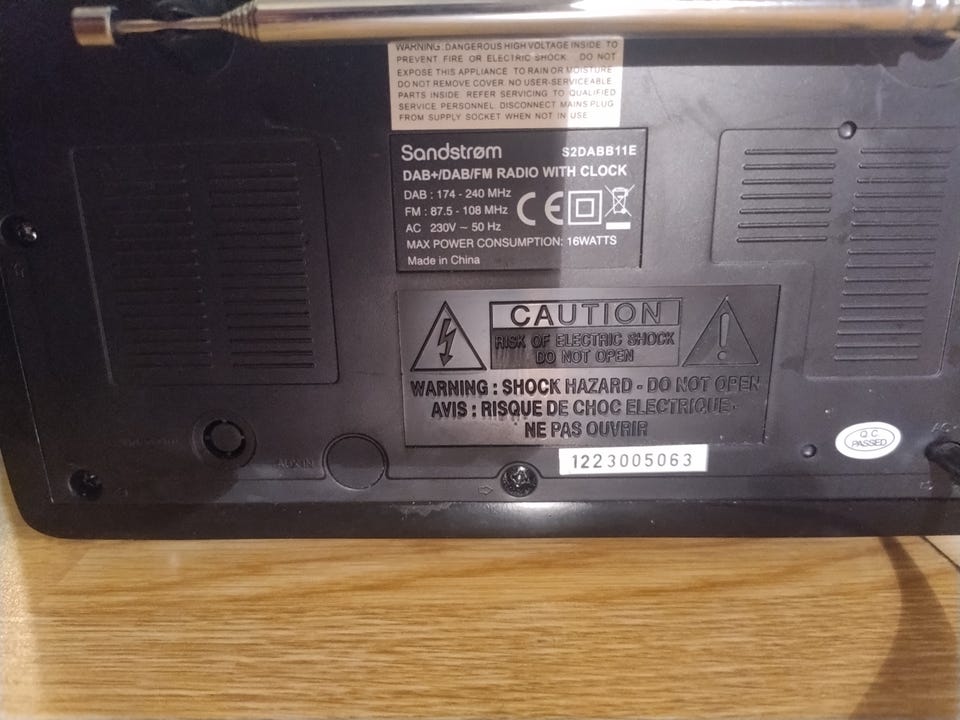 WARNING: DANGEROUS HIGH VOLTAGE INSIDE TO
PREVENT FIRE OR ELECTRIC SHOCK DO NOT
EXPOSE THIS APPLIANCE TO RAIN OR MOISTURE
DO NOT REMOVE COVER. NO USER-SERVICEABLE
PARTS INSIDE. REFER SERVICING TO QUALIFIED
SERVICE PERSONNEL. DISCONNECT MAINS PLUG
FROM SUPPLY SOCKET WHEN NOT IN USE
Sandstrøm S2DABB11E
DAB+/DAB/FM RADIO WITH CLOCK
DAB : 174 - 240 MHz
FM : 87.5 - 108 MHz
CE
AC 230V ~ 50 Hz
MAX POWER CONSUMPTION: 16WATTS
Made in China
CAUTION
RISK OF ELECTRIC SHOCK
DO NOT OPEN
WARNING : SHOCK HAZARD - DO NOT OPEN
AVIS : RISQUE DE CHOC ELECTRIQUE-
NE PAS OUVRIR
QC
PASSED
AUX IN
1223005063